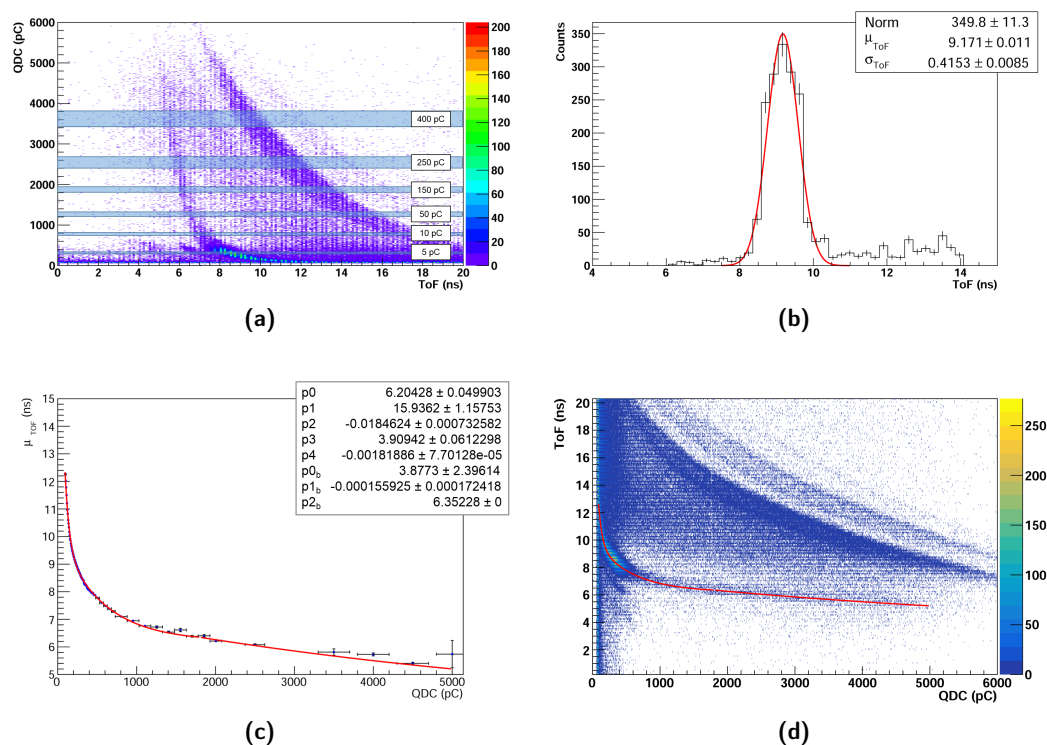 QDC (pC)
6000
5000
4000
3000
2000
1000
0
400 pC
250 pC
150 pC
50 pC
10 pC
5 pC
0 2 4 6 8 10 12 14 16 18 20
ToF (ns)
200
180
160
140
120
100
80
60
40
20
0
(a)
Counts
350
300
250
200
150
100
50
0
4 6 8 10 12 14
ToF (ns)
Norm 349.8 ± 11.3
μToF 9.171 ± 0.011
σToF 0.4153 ± 0.0085
(b)
μTOF (ns)
15
14
13
12
11
10
9
8
7
6
5
0 1000 2000 3000 4000 5000
QDC (pC)
p0 6.20428 ± 0.049903
p1 15.9362 ± 1.15753
p2 -0.0184624 ± 0.000732582
p3 3.90942 ± 0.0612298
p4 -0.00181886 ± 7.70128e-05
p0b 3.8773 ± 2.39614
p1b -0.000155925 ± 0.000172418
p2b 6.35228 ± 0
(c)
ToF (ns)
20
18
16
14
12
10
8
6
4
2
0 1000 2000 3000 4000 5000 6000
QDC (pC)
250
200
150
100
50
0
(d)